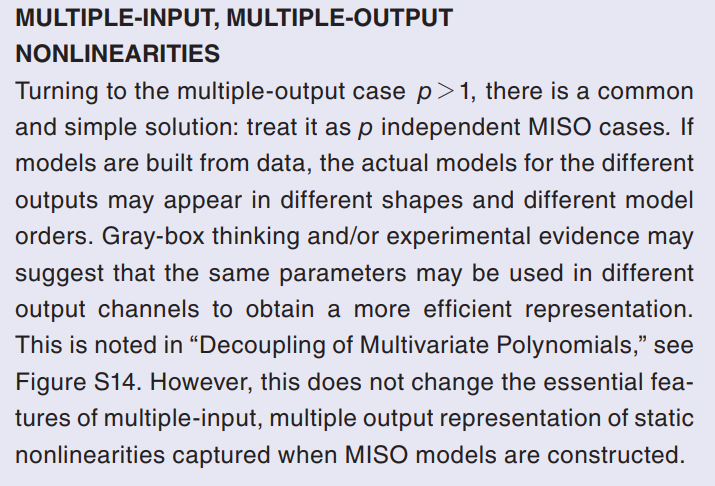 MULTIPLE-INPUT, MULTIPLE-OUTPUT
NONLINEARITIES
Turning to the multiple-output case p > 1, there is a common
and simple solution: treat it as p independent MISO cases. If
models are built from data, the actual models for the different
outputs may appear in different shapes and different model
orders. Gray-box thinking and/or experimental evidence may
suggest that the same parameters may be used in different
output channels to obtain a more efficient representation.
This is noted in “Decoupling of Multivariate Polynomials,” see
Figure S14. However, this does not change the essential fea-
tures of multiple-input, multiple output representation of static
nonlinearities captured when MISO models are constructed.